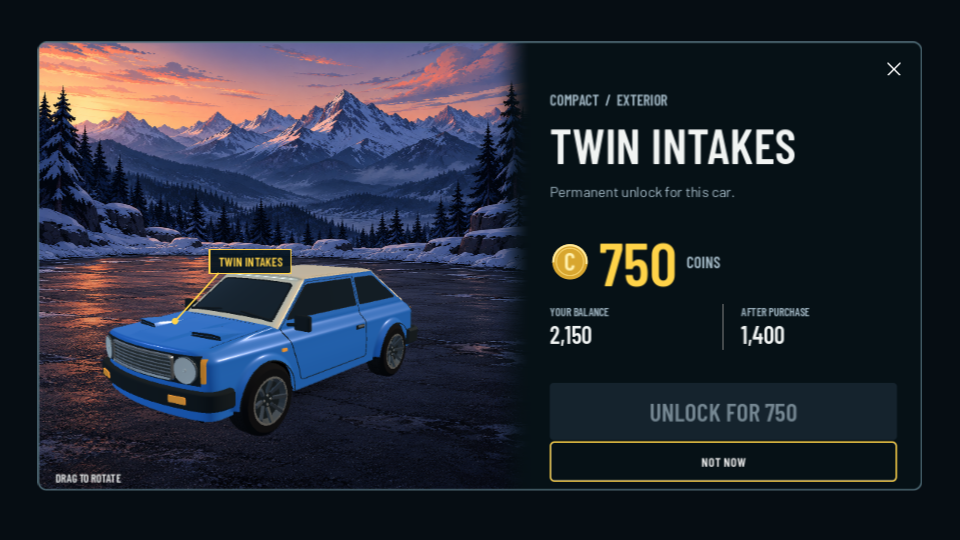 COMPACT / EXTERIOR
TWIN INTAKES
Permanent unlock for this car.
C 750 COINS
YOUR BALANCE
2,150
AFTER PURCHASE
1,400
UNLOCK FOR 750
NOT NOW
TWIN INTAKES
DRAG TO ROTATE